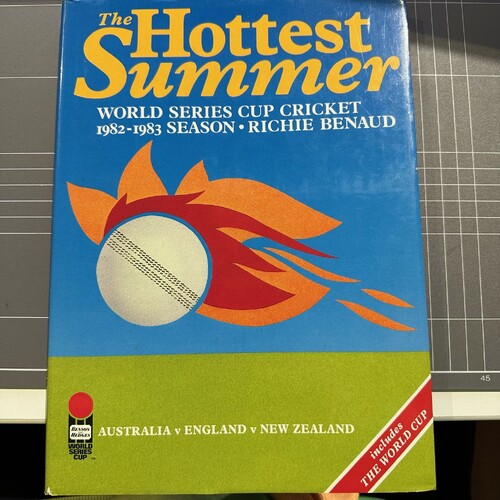 The Hottest
Summer
WORLD SERIES CUP CRICKET
1982-1983 SEASON • RICHIE BENAUD
BENSON and HEDGES
WORLD
SERIES
CUP
AUSTRALIA v ENGLAND v NEW ZEALAND
includes
THE WORLD CUP
45